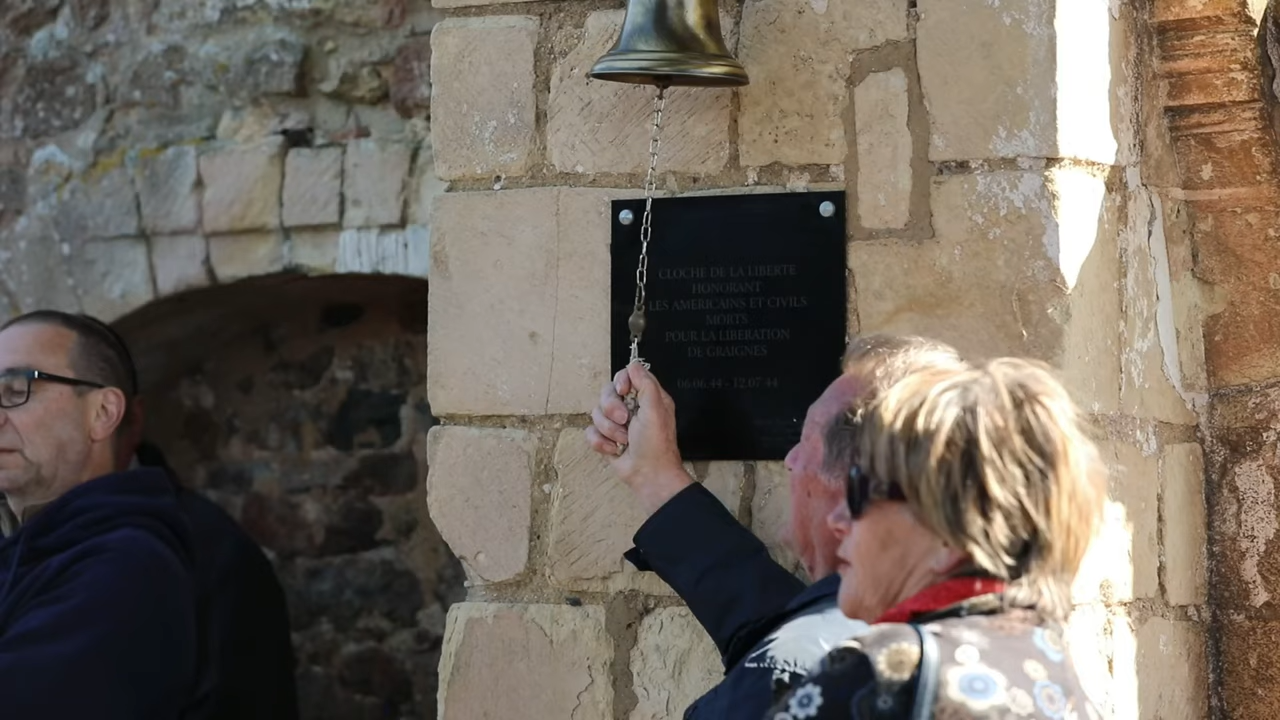 CLOCHE DE LA LIBERTE
HONORANT
LES AMERICAINS ET CIVILS
MORTS
POUR LA LIBERATION
DE GRAIGNES
06.06.44 - 12.07.44